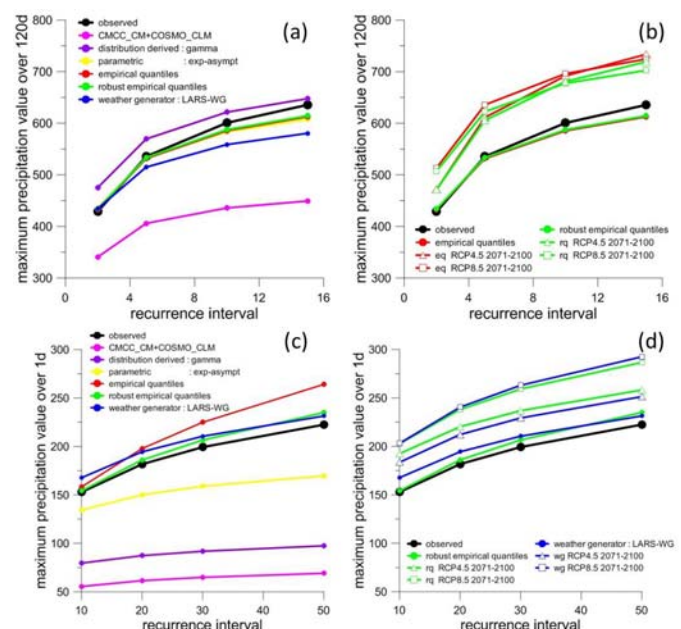 maximum precipitation value over 120d
800
700
600
500
400
300
0 4 8 12 16
recurrence interval
(a)
observed
CMCC_CM+COSMO_CLM
distribution derived : gamma
parametric : exp-asympt
empirical quantiles
robust empirical quantiles
weather generator : LARS-WG
maximum precipitation value over 120d
800
700
600
500
400
300
0 4 8 12 16
recurrence interval
(b)
observed
empirical quantiles
eq RCP4.5 2071-2100
eq RCP8.5 2071-2100
robust empirical quantiles
rq RCP4.5 2071-2100
rq RCP8.5 2071-2100
maximum precipitation value over 1d
300
250
200
150
100
50
10 20 30 40 50
recurrence interval
(c)
observed
CMCC_CM+COSMO_CLM
distribution derived : gamma
parametric : exp-asympt
empirical quantiles
robust empirical quantiles
weather generator : LARS-WG
maximum precipitation value over 1d
300
250
200
150
100
50
10 20 30 40 50
recurrence interval
(d)
observed
robust empirical quantiles
rq RCP4.5 2071-2100
rq RCP8.5 2071-2100
weather generator : LARS-WG
wg RCP4.5 2071-2100
wg RCP8.5 2071-2100